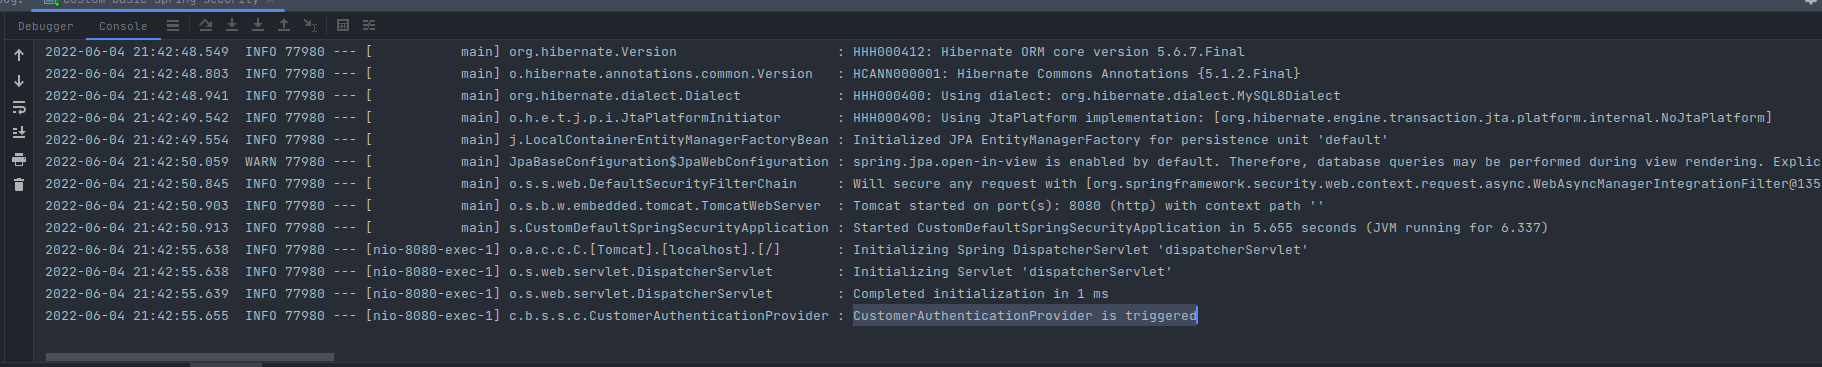 Debugger Console
2022-06-04 21:42:48.549  INFO 77980 --- [           main] org.hibernate.Version                    : HHH000412: Hibernate ORM core version 5.6.7.Final
2022-06-04 21:42:48.803  INFO 77980 --- [           main] o.hibernate.annotations.common.Version   : HCANN000001: Hibernate Commons Annotations {5.1.2.Final}
2022-06-04 21:42:48.941  INFO 77980 --- [           main] org.hibernate.dialect.Dialect            : HHH000400: Using dialect: org.hibernate.dialect.MySQL8Dialect
2022-06-04 21:42:49.542  INFO 77980 --- [           main] o.h.e.t.j.p.i.JtaPlatformInitiator       : HHH000490: Using JtaPlatform implementation: [org.hibernate.engine.transaction.jta.platform.internal.NoJtaPlatform]
2022-06-04 21:42:49.554  INFO 77980 --- [           main] j.LocalContainerEntityManagerFactoryBean : Initialized JPA EntityManagerFactory for persistence unit 'default'
2022-06-04 21:42:50.059  WARN 77980 --- [           main] JpaBaseConfiguration$JpaWebConfiguration : spring.jpa.open-in-view is enabled by default. Therefore, database queries may be performed during view rendering. Explic
2022-06-04 21:42:50.845  INFO 77980 --- [           main] o.s.s.web.DefaultSecurityFilterChain     : Will secure any request with [org.springframework.security.web.context.request.async.WebAsyncManagerIntegrationFilter@135
2022-06-04 21:42:50.903  INFO 77980 --- [           main] o.s.b.w.embedded.tomcat.TomcatWebServer  : Tomcat started on port(s): 8080 (http) with context path ''
2022-06-04 21:42:50.913  INFO 77980 --- [           main] s.CustomDefaultSpringSecurityApplication : Started CustomDefaultSpringSecurityApplication in 5.655 seconds (JVM running for 6.337)
2022-06-04 21:42:55.638  INFO 77980 --- [nio-8080-exec-1] o.a.c.c.C.[Tomcat].[localhost].[/]       : Initializing Spring DispatcherServlet 'dispatcherServlet'
2022-06-04 21:42:55.638  INFO 77980 --- [nio-8080-exec-1] o.s.web.servlet.DispatcherServlet        : Initializing Servlet 'dispatcherServlet'
2022-06-04 21:42:55.639  INFO 77980 --- [nio-8080-exec-1] o.s.web.servlet.DispatcherServlet        : Completed initialization in 1 ms
2022-06-04 21:42:55.655  INFO 77980 --- [nio-8080-exec-1] c.b.s.s.c.CustomerAuthenticationProvider : CustomerAuthenticationProvider is triggered